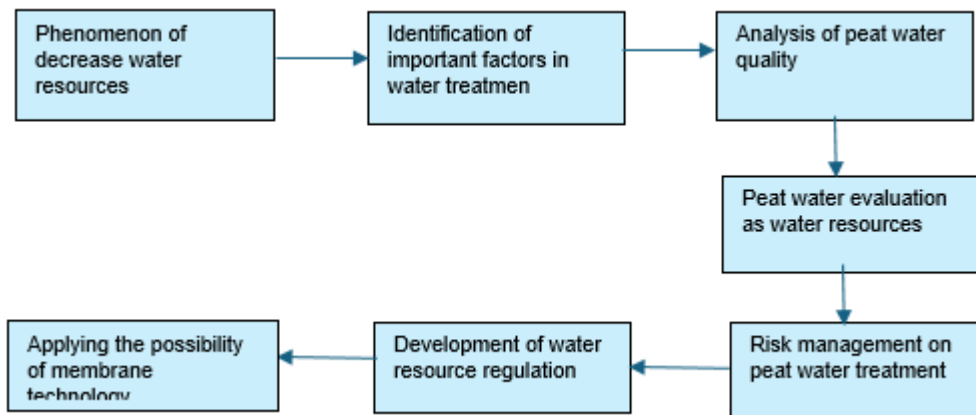 Phenomenon of
decrease water
resources
Identification of
important factors in
water treatmen
Analysis of peat water
quality
Peat water evaluation
as water resources
Risk management on
peat water treatment
Development of water
resource regulation
Applying the possibility
of membrane
technology